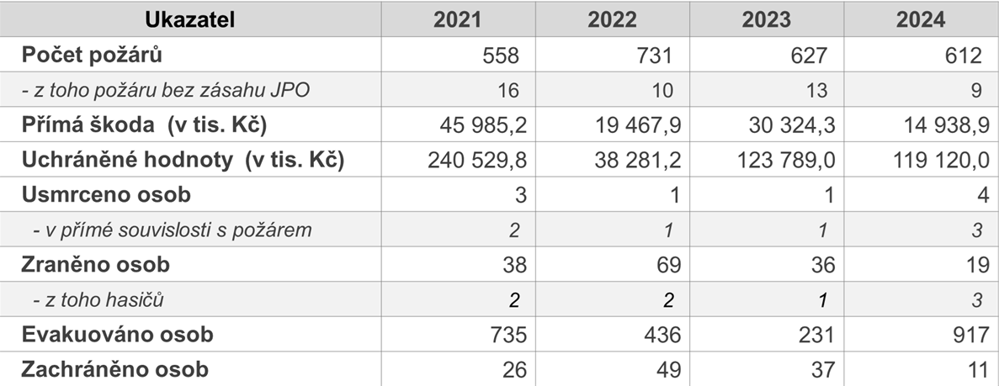 Ukazatel 2021 2022 2023 2024
Počet požárů 558 731 627 612
- z toho požáru bez zásahu JPO 16 10 13 9
Přímá škoda (v tis. Kč) 45 985,2 19 467,9 30 324,3 14 938,9
Uchráněné hodnoty (v tis. Kč) 240 529,8 38 281,2 123 789,0 119 120,0
Usmrceno osob 3 1 1 4
- v přímé souvislosti s požárem 2 1 1 3
Zraněno osob 38 69 36 19
- z toho hasičů 2 2 1 3
Evakuováno osob 735 436 231 917
Zachráněno osob 26 49 37 11